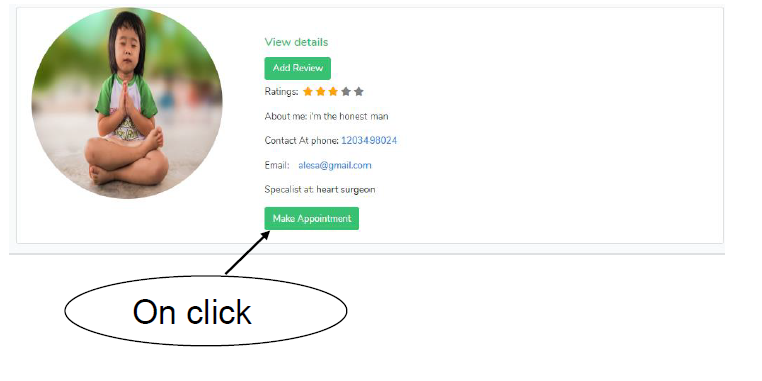 View details
Add Review
Ratings:
About me: i'm the honest man
Contact At phone: 1203498024
Email: alesa@gmail.com
Specalist at: heart surgeon
Make Appointment
On click